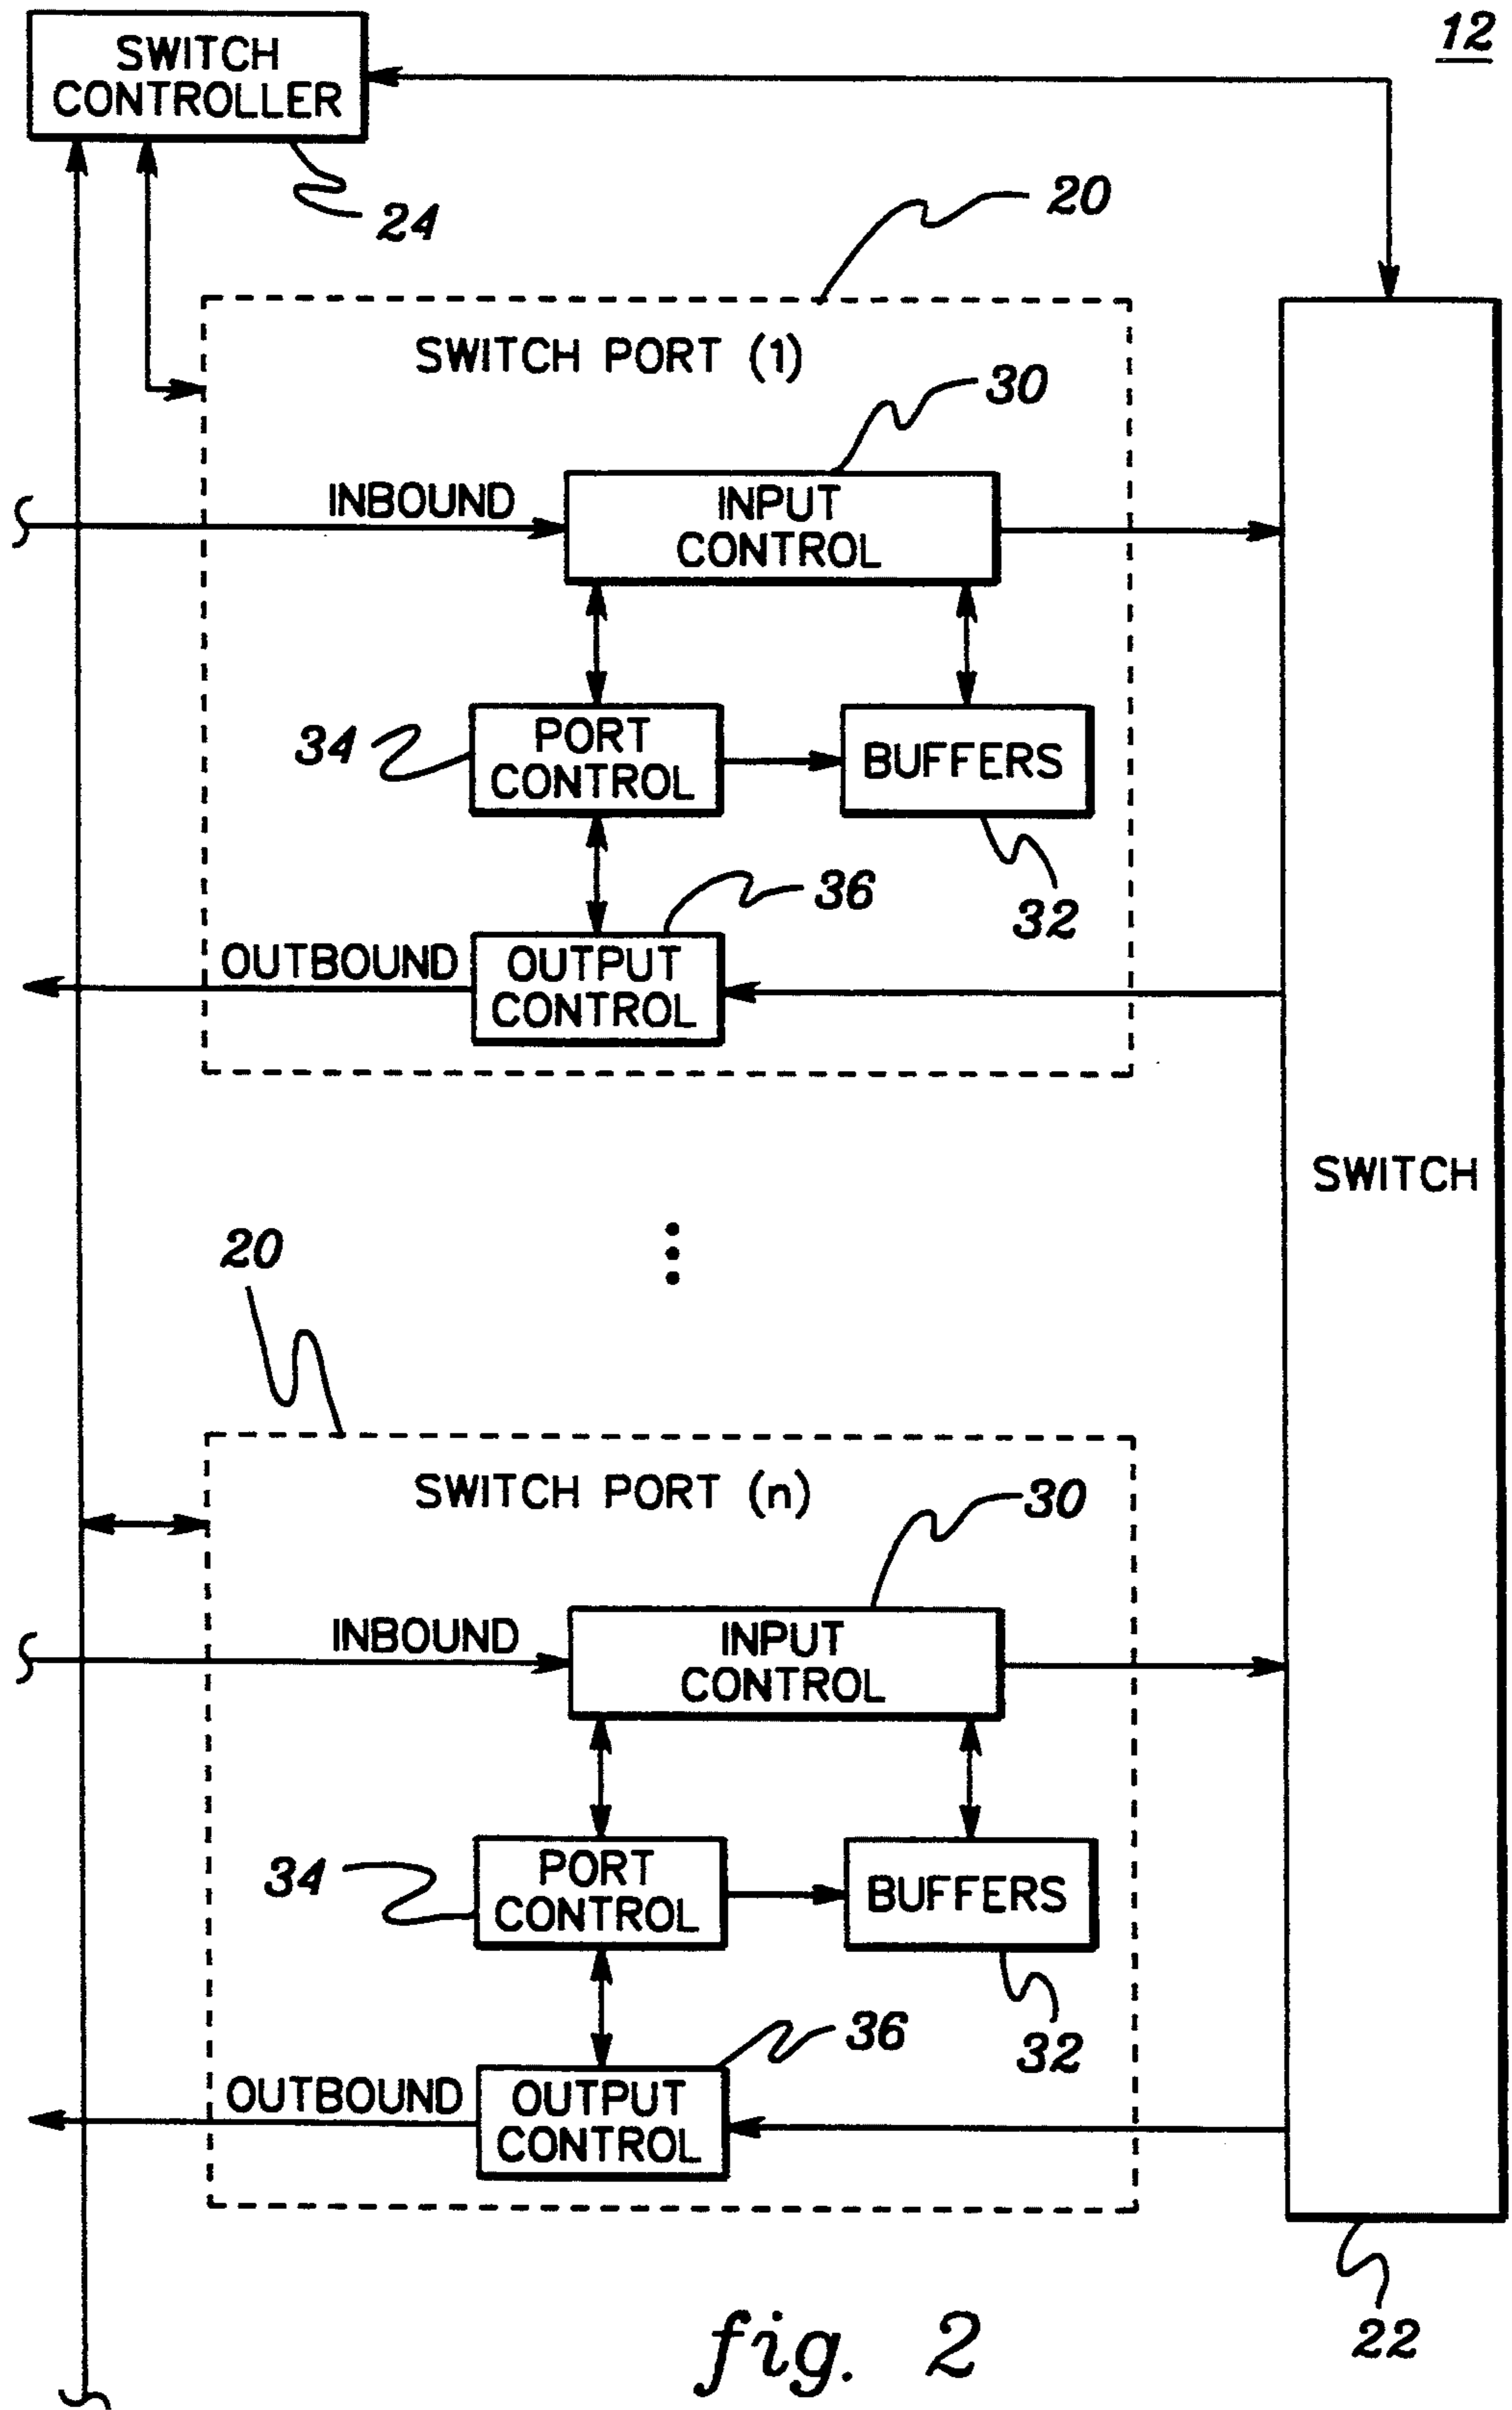 12
SWITCH
CONTROLLER
24
20
SWITCH PORT (1)
30
INBOUND
INPUT
CONTROL
34
PORT
CONTROL
BUFFERS
32
36
OUTBOUND
OUTPUT
CONTROL
SWITCH
20
SWITCH PORT (n)
30
INBOUND
INPUT
CONTROL
34
PORT
CONTROL
BUFFERS
32
36
OUTBOUND
OUTPUT
CONTROL
22
fig. 2